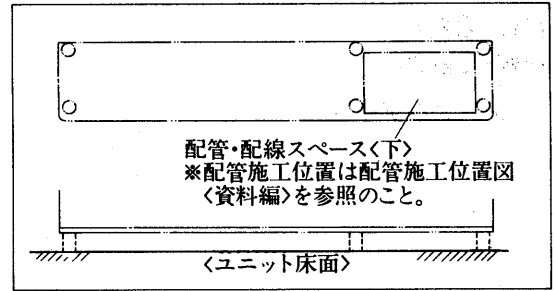 配管・配線スペース〈下〉
※配管施工位置は配管施工位置図
〈資料編〉を参照のこと。
〈ユニット床面〉